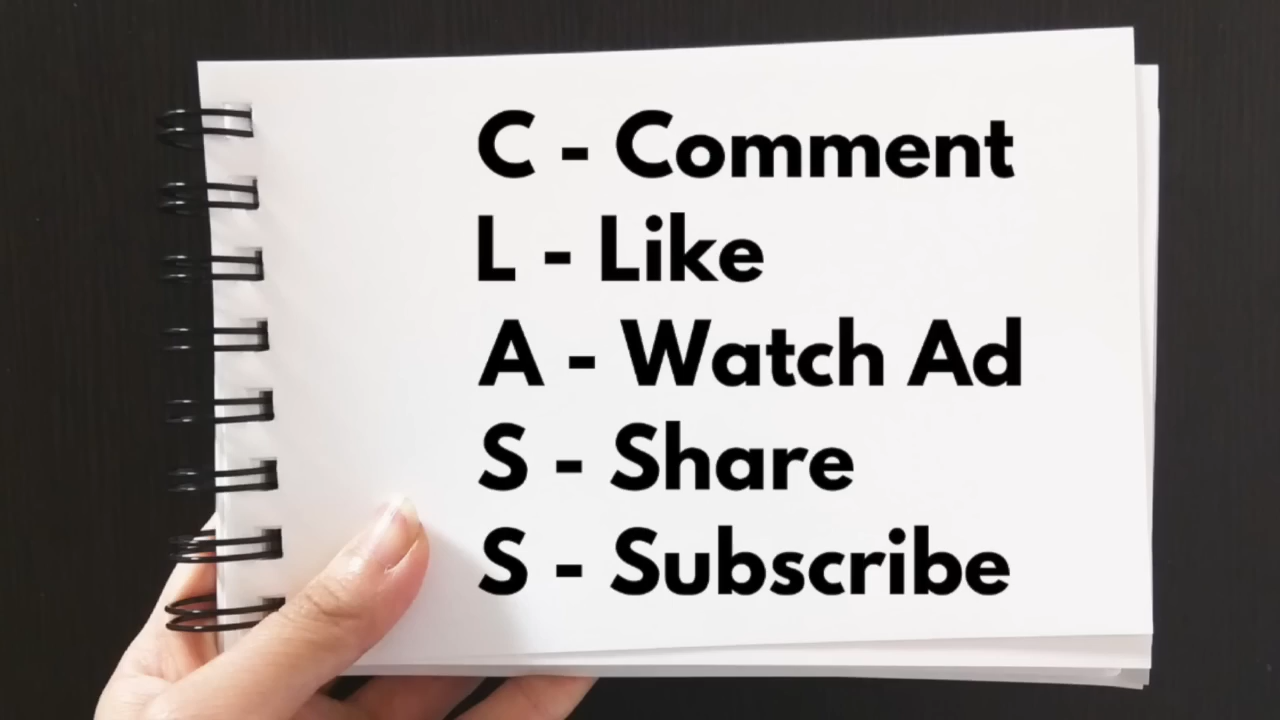 C - Comment
L - Like
A - Watch Ad
S - Share
S - Subscribe